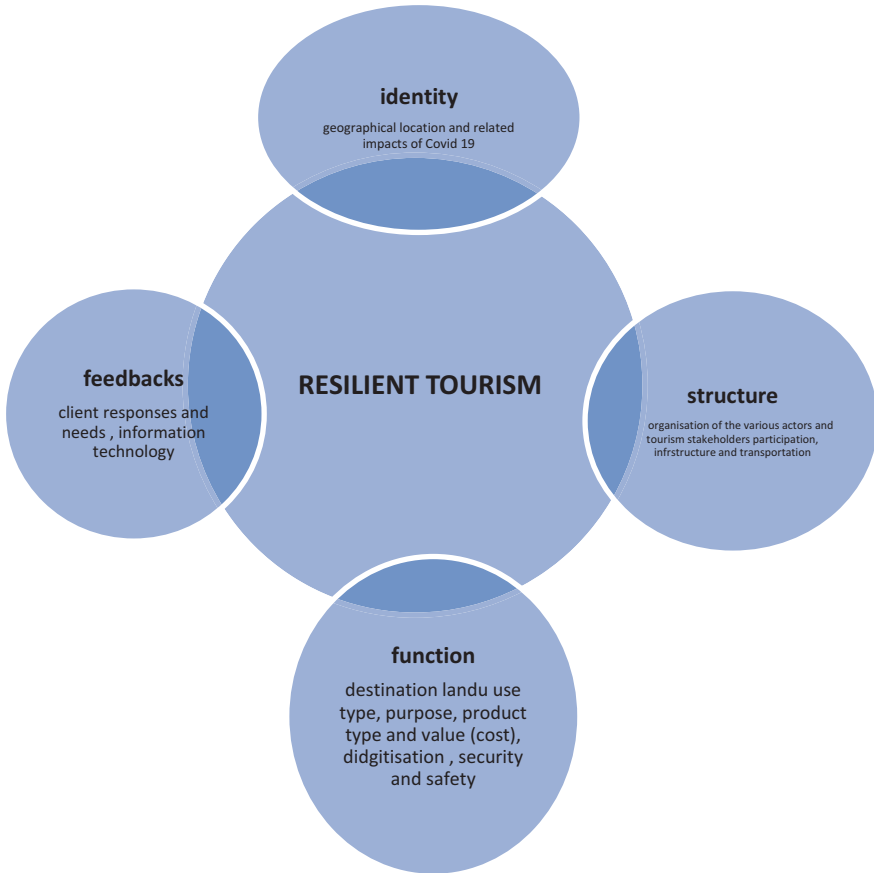 identity
geographical location and related
impacts of Covid 19
RESILIENT TOURISM
feedbacks
client responses and
needs , information
technology
structure
organisation of the various actors and
tourism stakeholders participation,
infrstructure and transportation
function
destination landu use
type, purpose, product
type and value (cost),
didgitisation , security
and safety